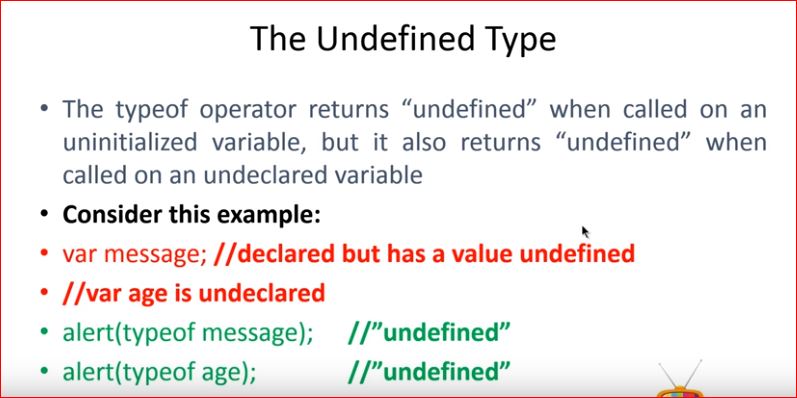 The Undefined Type
• The typeof operator returns “undefined” when called on an
uninitialized variable, but it also returns “undefined” when
called on an undeclared variable
• Consider this example:
• var message; //declared but has a value undefined
• //var age is undeclared
• alert(typeof message); //”undefined”
• alert(typeof age); //”undefined”